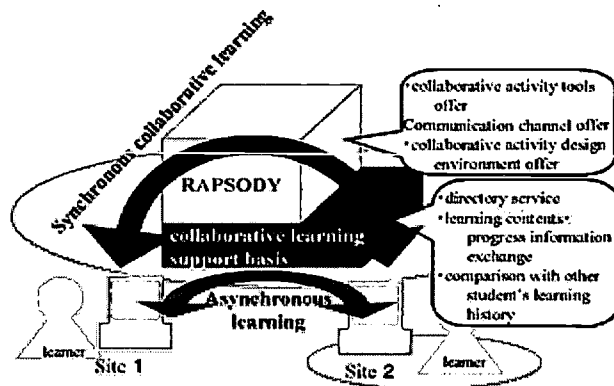 Synchronous collaborative learning
•collaborative activity tools
offer
Communication channel offer
•collaborative activity design
environment offer
RAPSODY
collaborative learning
support basis
•directory service
•learning contents•
progress information
exchange
•comparison with other
student's learning
history
Asynchronous
learning
learner
Site 1
Site 2
learner